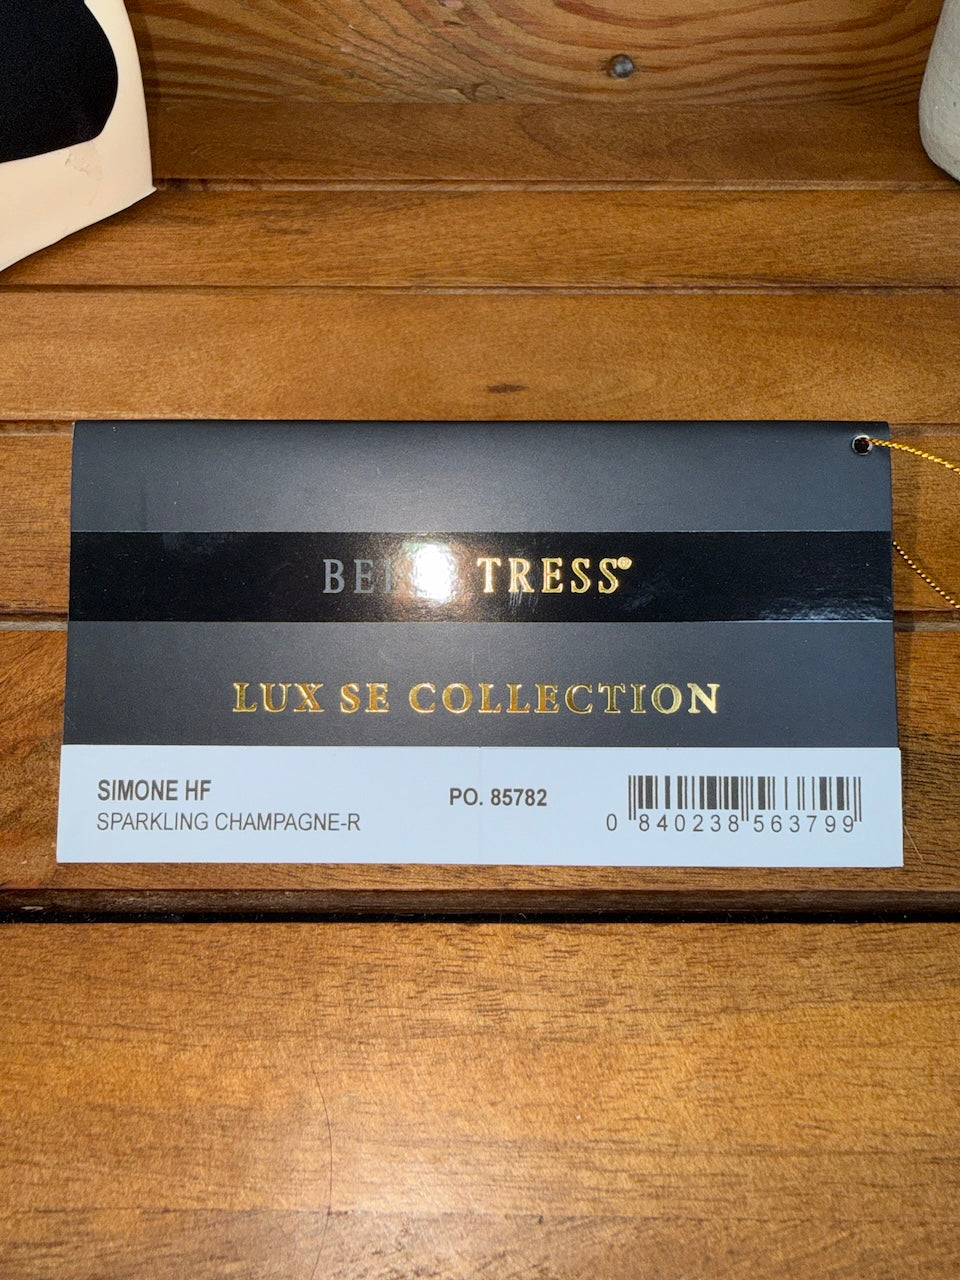 TRESS®
LUX SE COLLECTION
SIMONE HF
SPARKLING CHAMPAGNE-R
PO. 85782
0 840238 563799